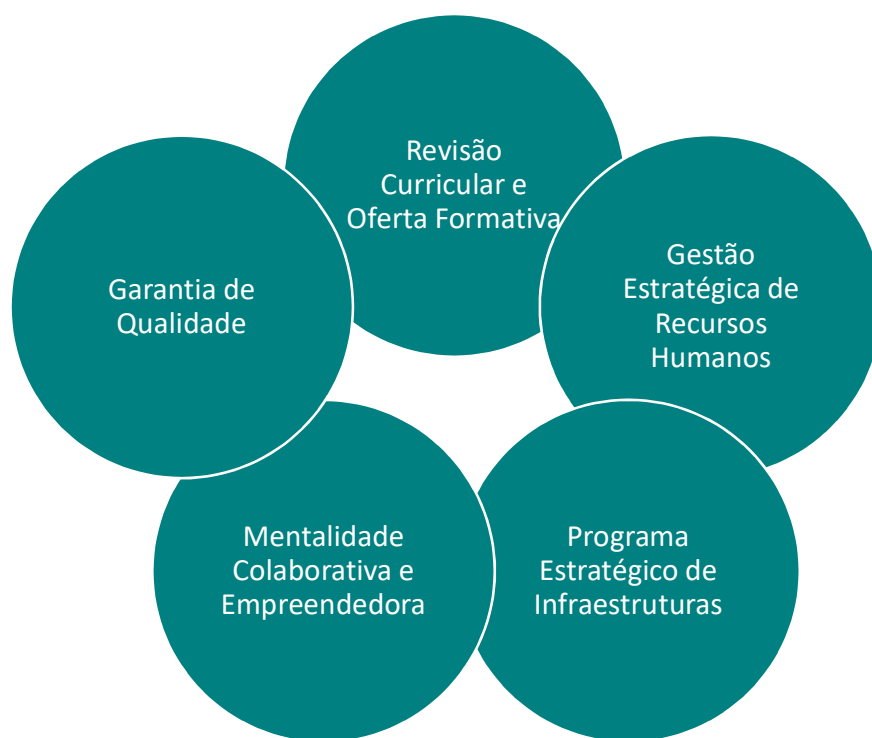 Revisão
Curricular e
Oferta Formativa
Gestão
Estratégica de
Recursos
Humanos
Programa
Estratégico de
Infraestruturas
Mentalidade
Colaborativa e
Empreendedora
Garantia de
Qualidade